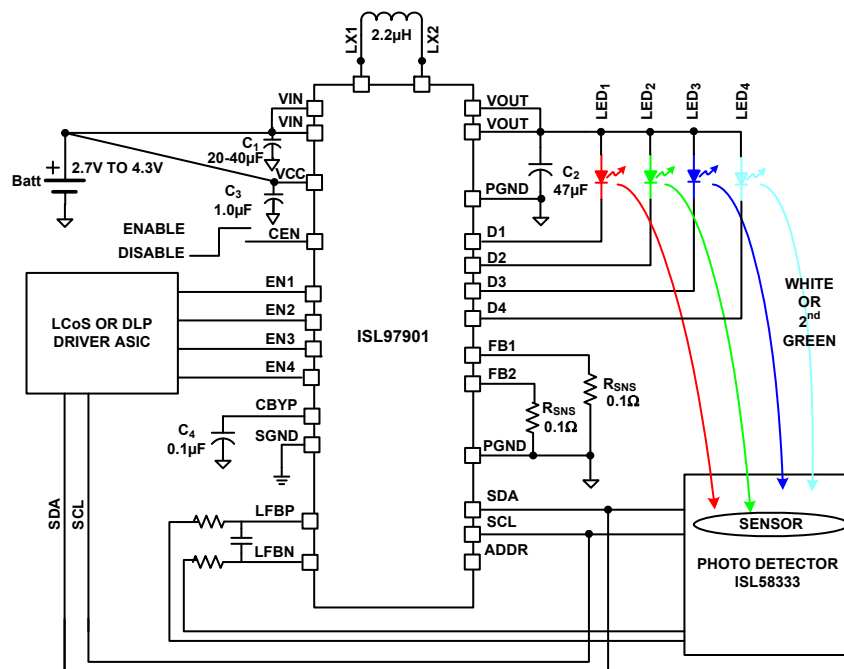 LX1
2.2µH
LX2
VIN
VIN
C1
20-40µF
+
2.7V TO 4.3V
Batt
VCC
C3
1.0µF
ENABLE
DISABLE
CEN
LCoS OR DLP
DRIVER ASIC
EN1
EN2
EN3
EN4
CBYP
C4
0.1µF
SGND
SDA
SCL
LFBP
LFBN
ISL97901
VOUT
VOUT
C2
47µF
PGND
D1
D2
D3
D4
FB1
FB2
RSNS
0.1Ω
RSNS
0.1Ω
PGND
SDA
SCL
ADDR
LED1
LED2
LED3
LED4
WHITE
OR
2nd
GREEN
SENSOR
PHOTO DETECTOR
ISL58333